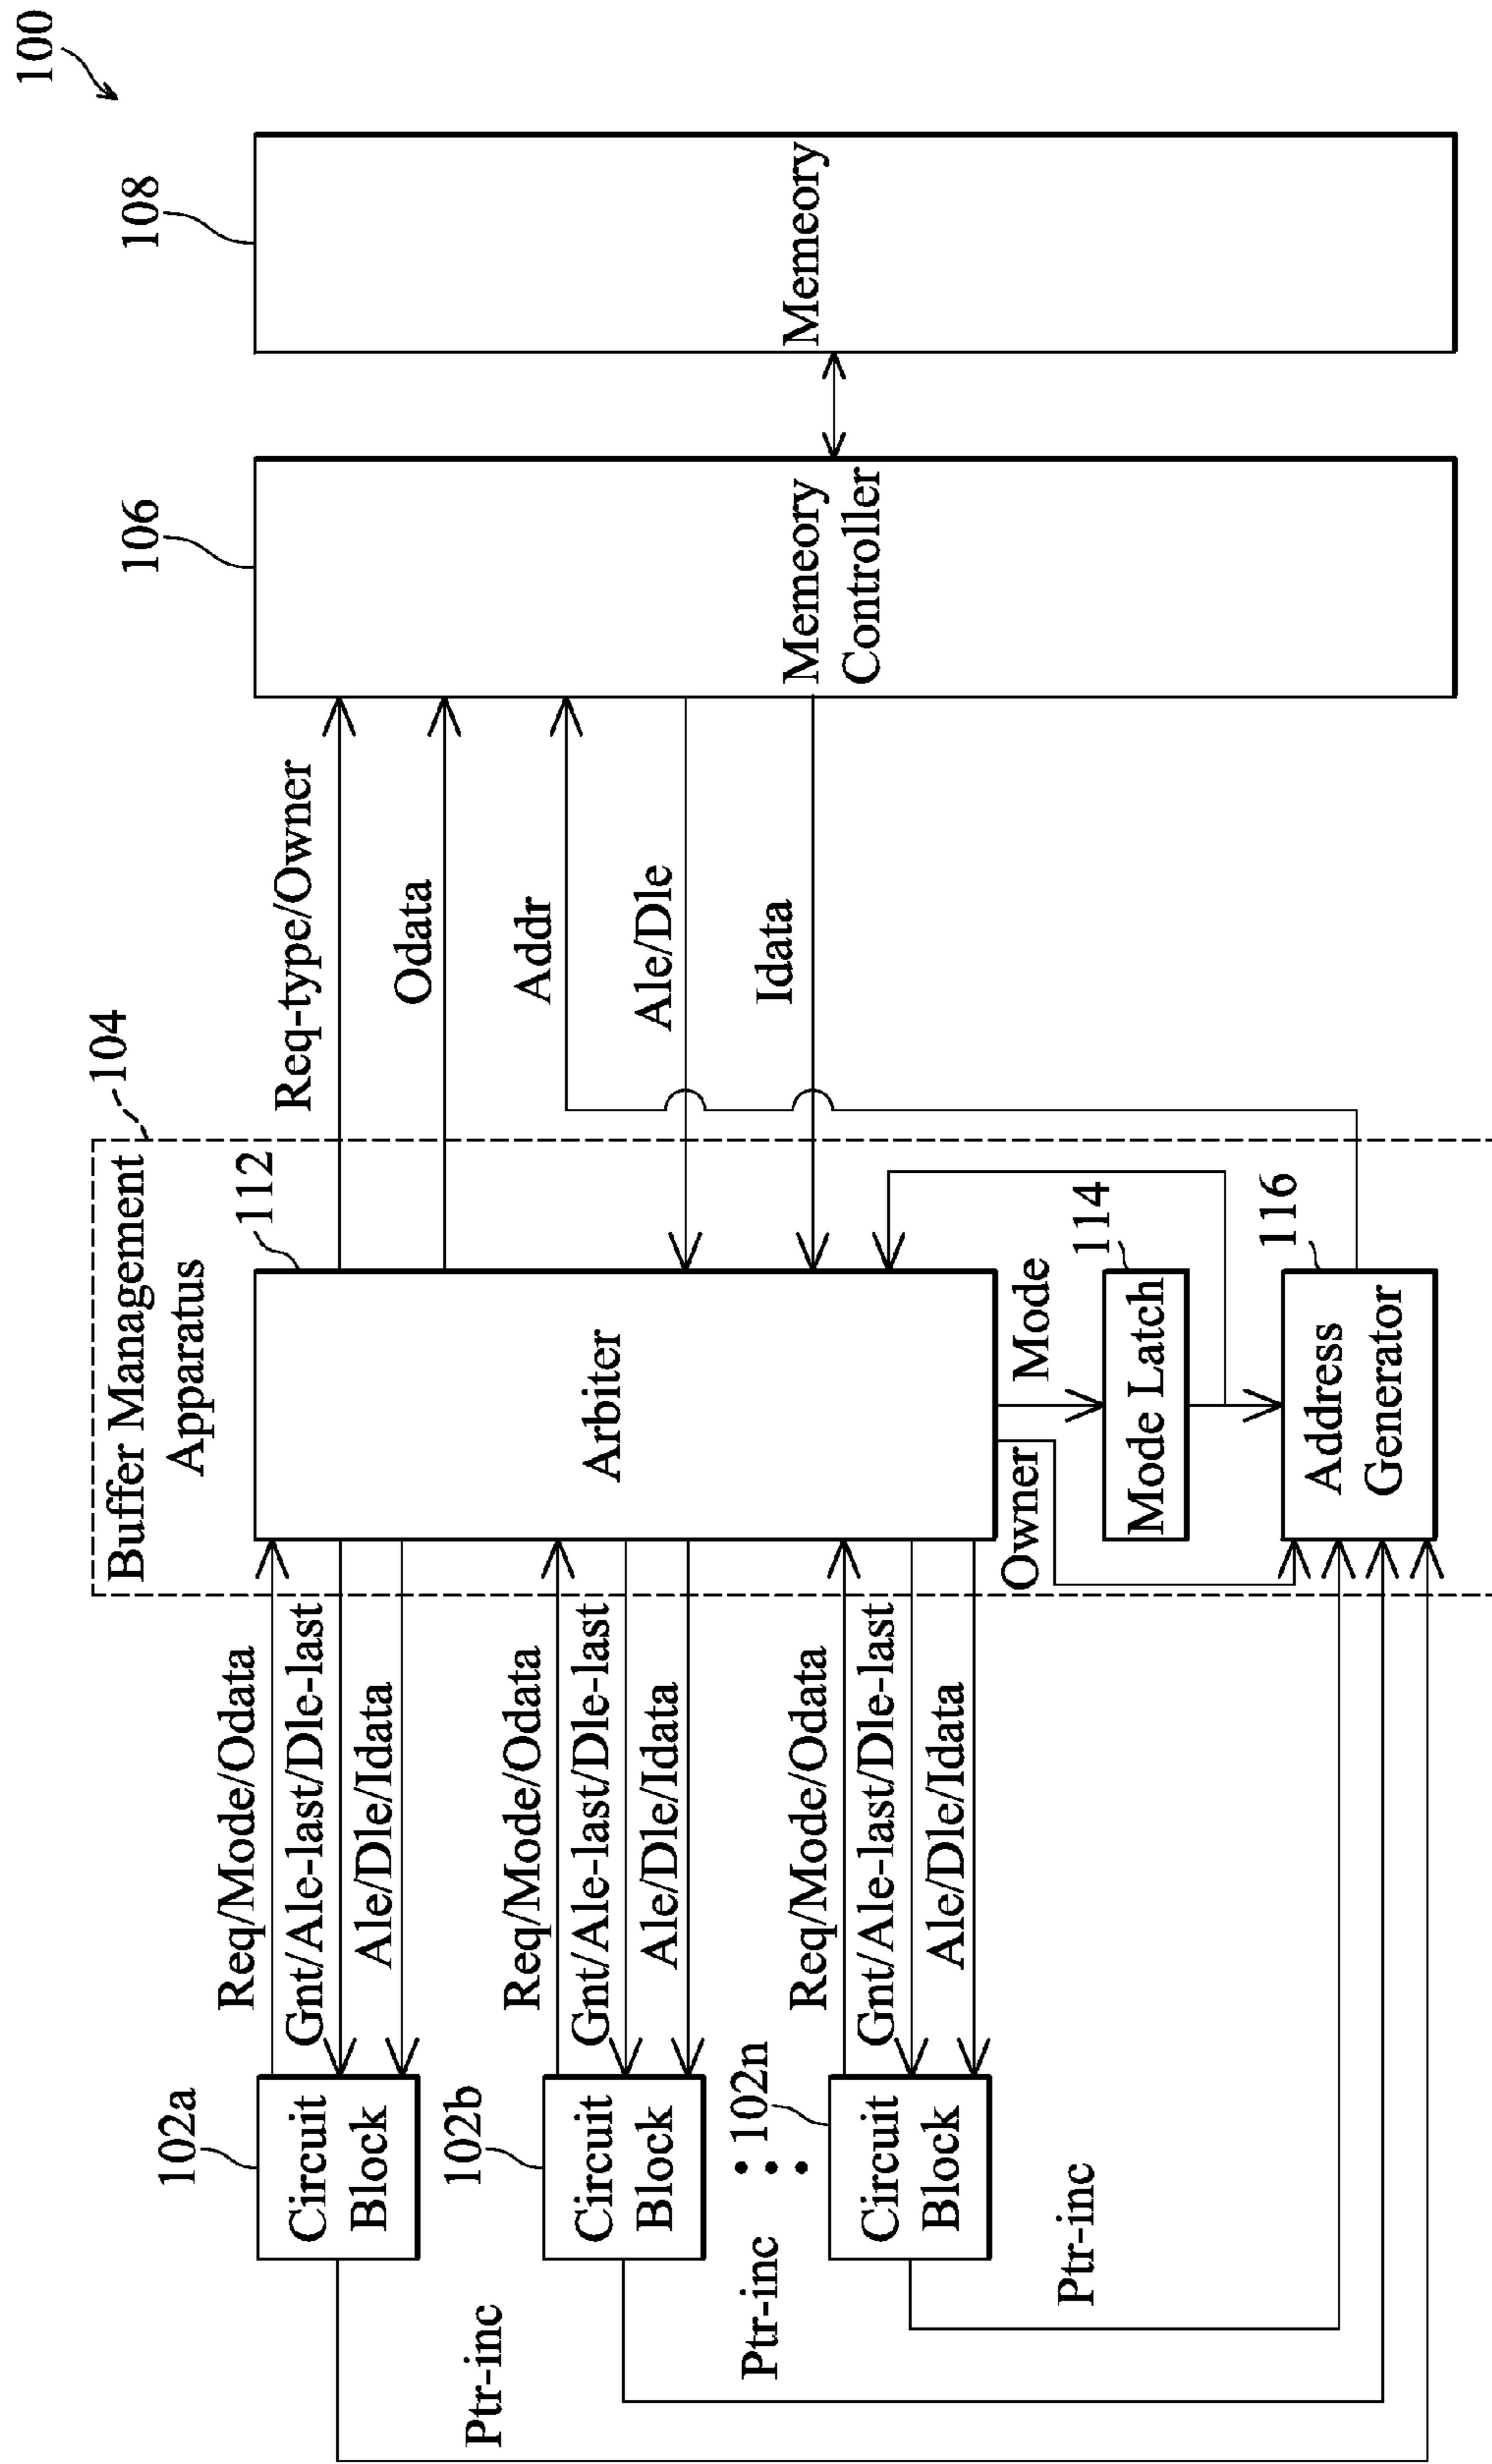 100
108
Memeory
106
Memeory
Controller
Req-type/Owner
Odata
Addr
Ale/Dle
Idata
104
Buffer Management
Apparatus
112
Arbiter
Mode
Owner
114
Mode Latch
116
Address
Generator
Req/Mode/Odata
Gnt/Ale-last/Dle-last
Ale/Dle/Idata
Req/Mode/Odata
Gnt/Ale-last/Dle-last
Ale/Dle/Idata
Req/Mode/Odata
Gnt/Ale-last/Dle-last
Ale/Dle/Idata
102a
Circuit
Block
102b
Circuit
Block
102n
Circuit
Block
Ptr-inc
Ptr-inc
Ptr-inc